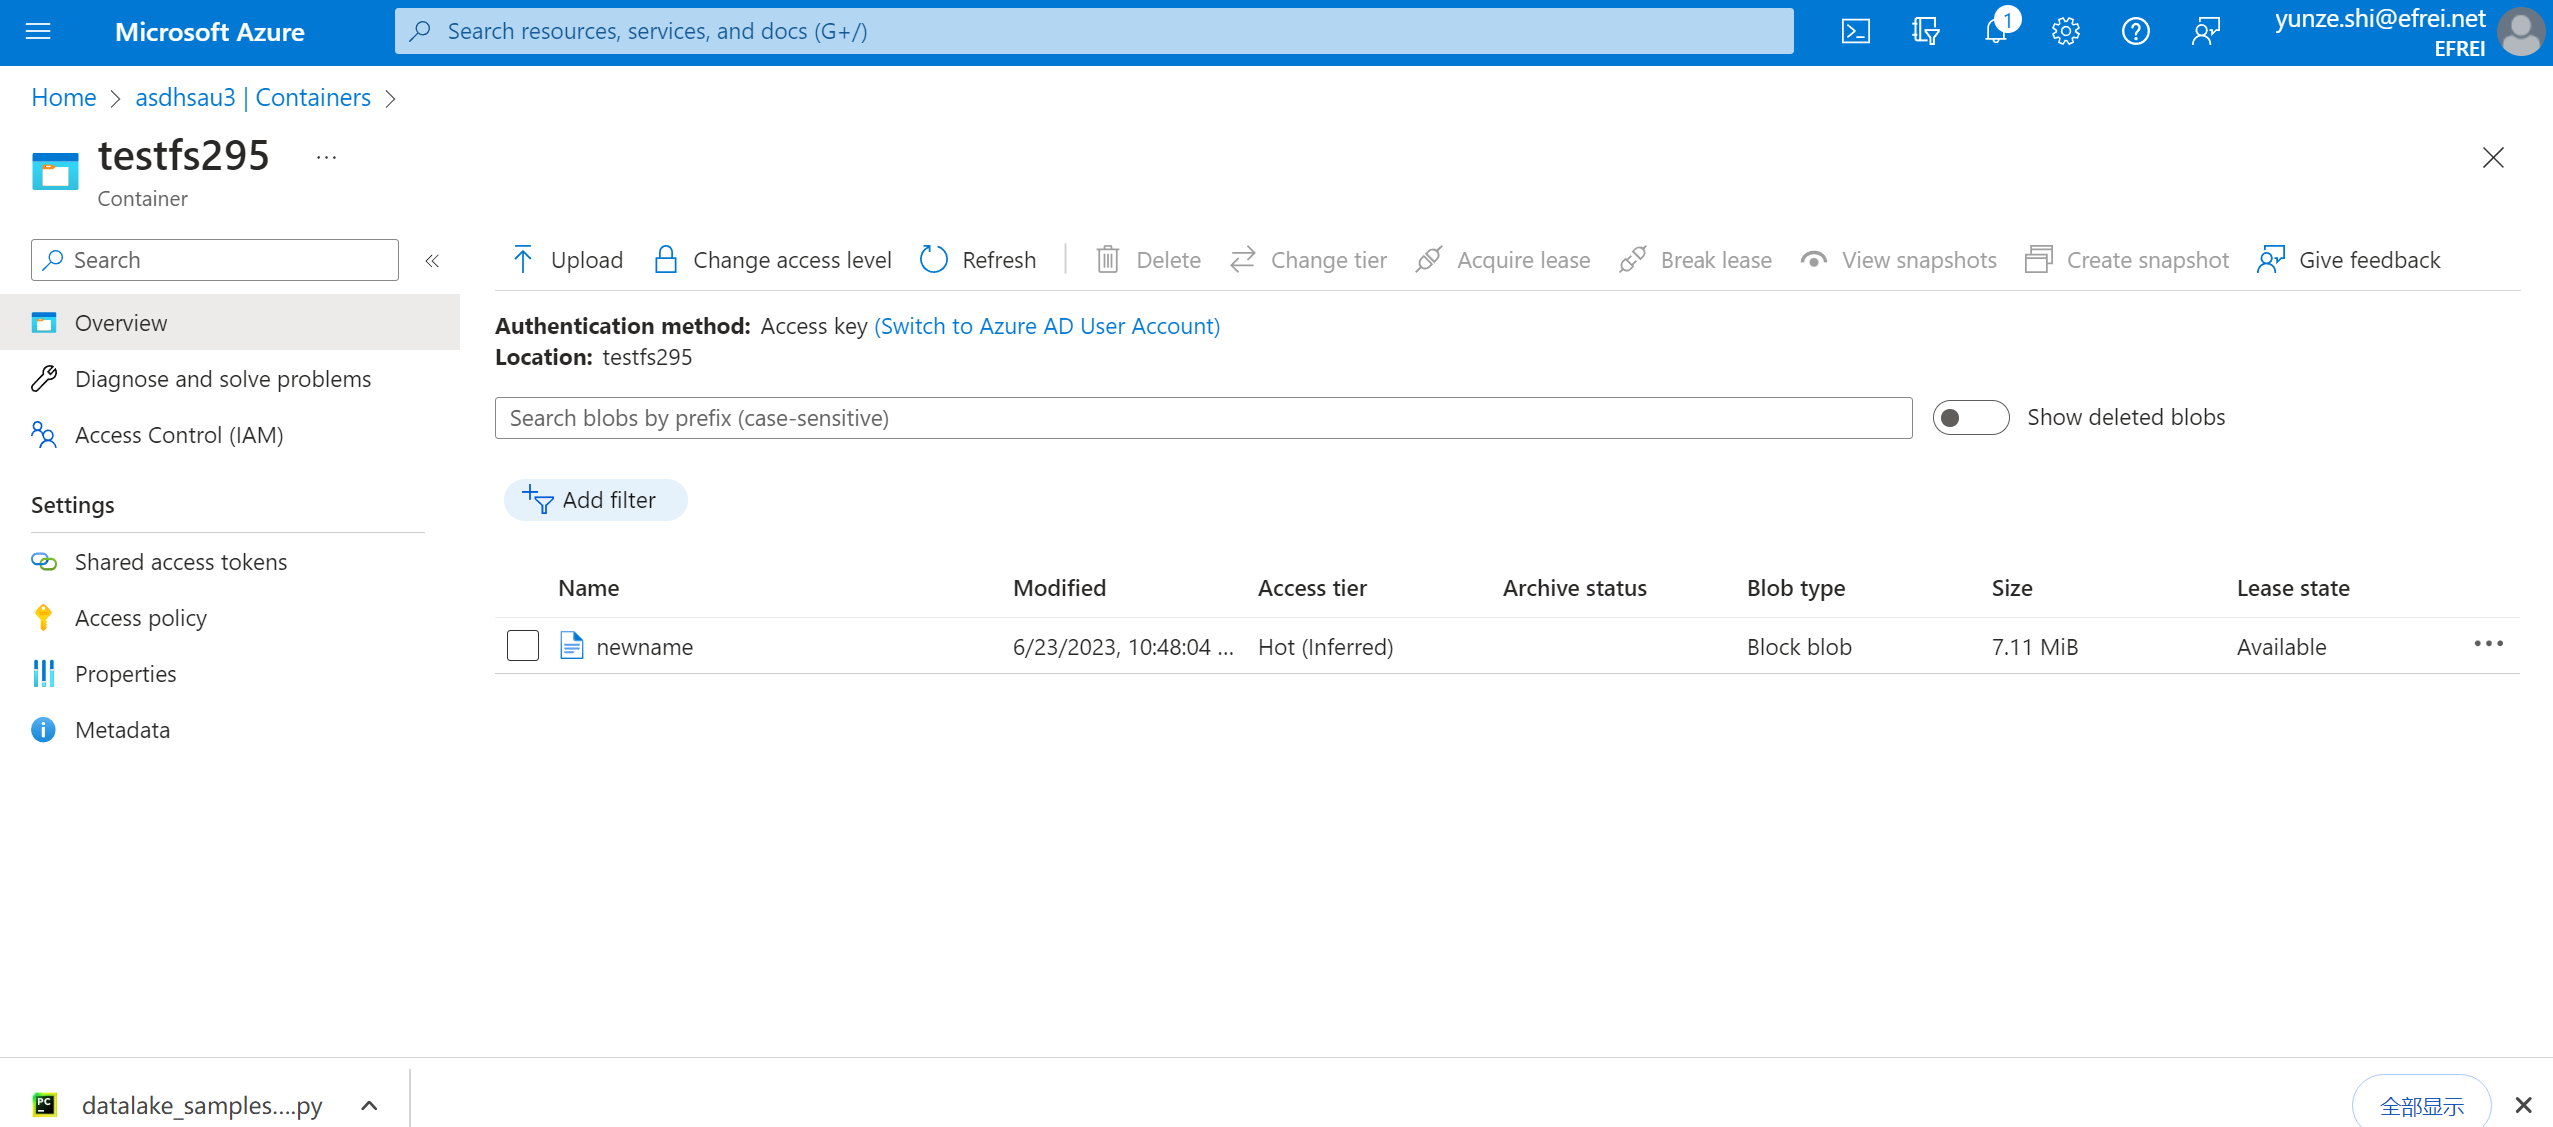 Microsoft Azure
Search resources, services, and docs (G+/)
1
yunze.shi@efrei.net
EFREI
Home
asdhsau3 | Containers
testfs295
...
Container
Search
«
Upload
Change access level
Refresh
Delete
Change tier
Acquire lease
Break lease
View snapshots
Create snapshot
Give feedback
Overview
Diagnose and solve problems
Access Control (IAM)
Settings
Shared access tokens
Access policy
Properties
Metadata
Authentication method: Access key (Switch to Azure AD User Account)
Location: testfs295
Search blobs by prefix (case-sensitive)
Show deleted blobs
Add filter
Name Modified Access tier Archive status Blob type Size Lease state
newname 6/23/2023, 10:48:04 ... Hot (Inferred) Block blob 7.11 MiB Available
PC
datalake_samples....py
全部显示